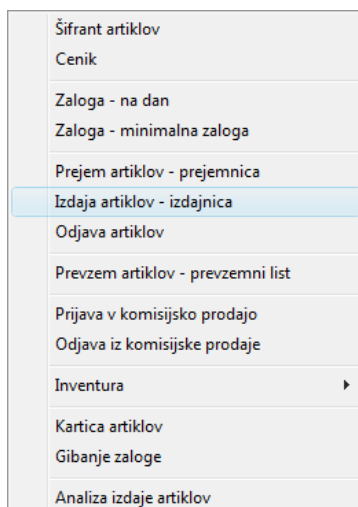 Šifrant artiklov
Cenik
Zaloga - na dan
Zaloga - minimalna zaloga
Prejem artiklov - prejemnica
Izdaja artiklov - izdajnica
Odjava artiklov
Prevzem artiklov - prevzemni list
Prijava v komisijsko prodajo
Odjava iz komisijske prodaje
Inventura
Kartica artiklov
Gibanje zaloge
Analiza izdaje artiklov